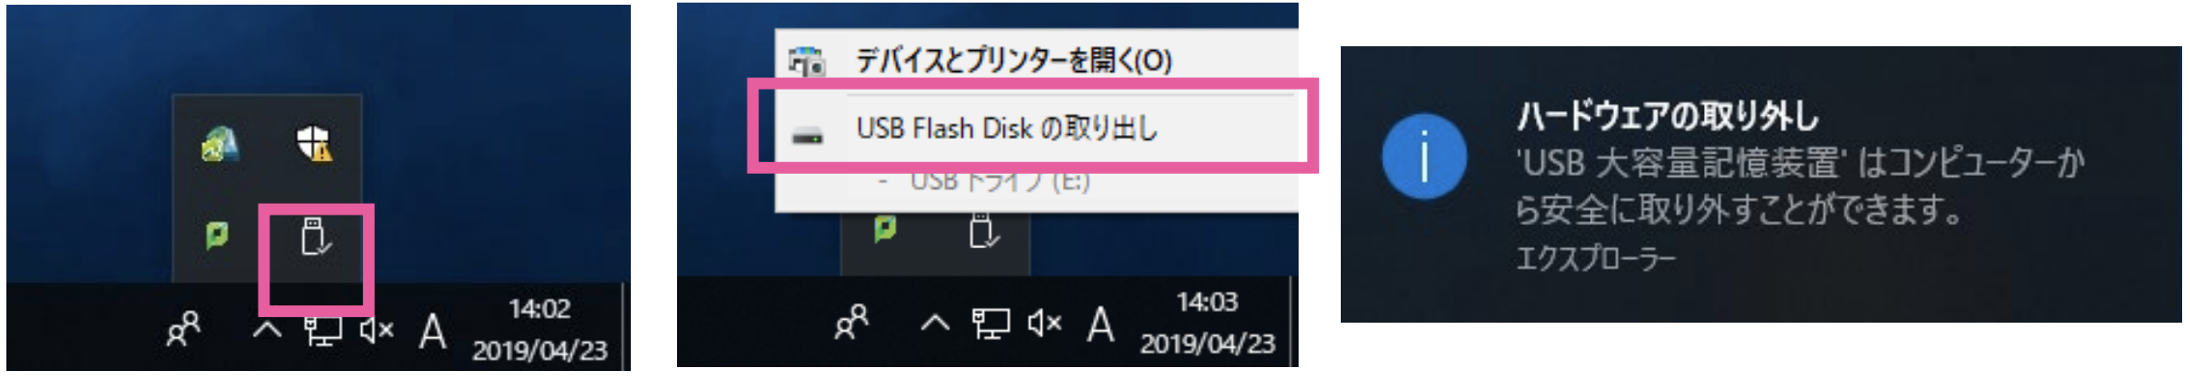 14:02
A
2019/04/23
デバイスとプリンターを開く(O)
USB Flash Disk の取り出し
- USB ドライブ (E:)
14:03
A
2019/04/23
ハードウェアの取り外し
'USB 大容量記憶装置' はコンピューターか
ら安全に取り外すことができます。
エクスプローラー